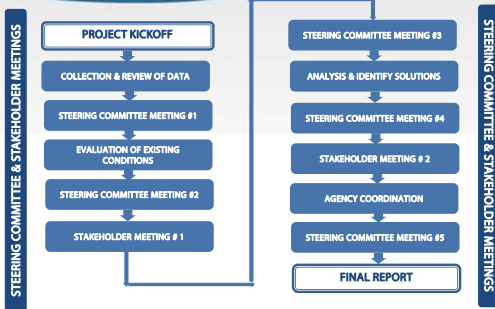 STEERING COMMITTEE & STAKEHOLDER MEETINGS
PROJECT KICKOFF
COLLECTION & REVIEW OF DATA
STEERING COMMITTEE MEETING #1
EVALUATION OF EXISTING
CONDITIONS
STEERING COMMITTEE MEETING #2
STAKEHOLDER MEETING # 1
STEERING COMMITTEE MEETING #3
ANALYSIS & IDENTIFY SOLUTIONS
STEERING COMMITTEE MEETING #4
STAKEHOLDER MEETING # 2
AGENCY COORDINATION
STEERING COMMITTEE MEETING #5
FINAL REPORT
STEERING COMMITTEE & STAKEHOLDER MEETINGS